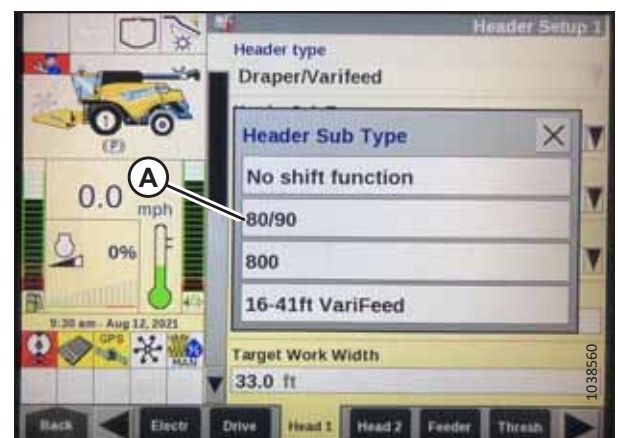 Header Setup 1
Header type
Draper/Varifeed
Header Sub Type
No shift function
80/90
800
16-41ft VariFeed
Target Work Width
33.0 ft
A
1
(P)
0.0 mph
0%
9:30 am - Aug 12, 2021
GPS
MAN
1038560
Back
Electr
Drive
Head 1
Head 2
Feeder
Thresh